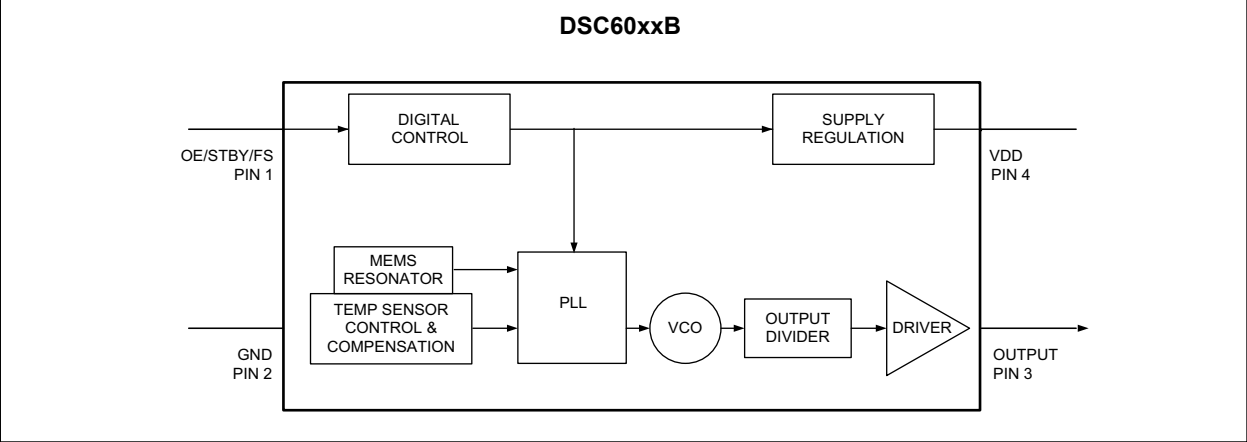 DSC60xxB
DIGITAL
CONTROL
SUPPLY
REGULATION
OE/STBY/FS
PIN 1
VDD
PIN 4
MEMS
RESONATOR
TEMP SENSOR
CONTROL &
COMPENSATION
PLL
VCO
OUTPUT
DIVIDER
DRIVER
GND
PIN 2
OUTPUT
PIN 3